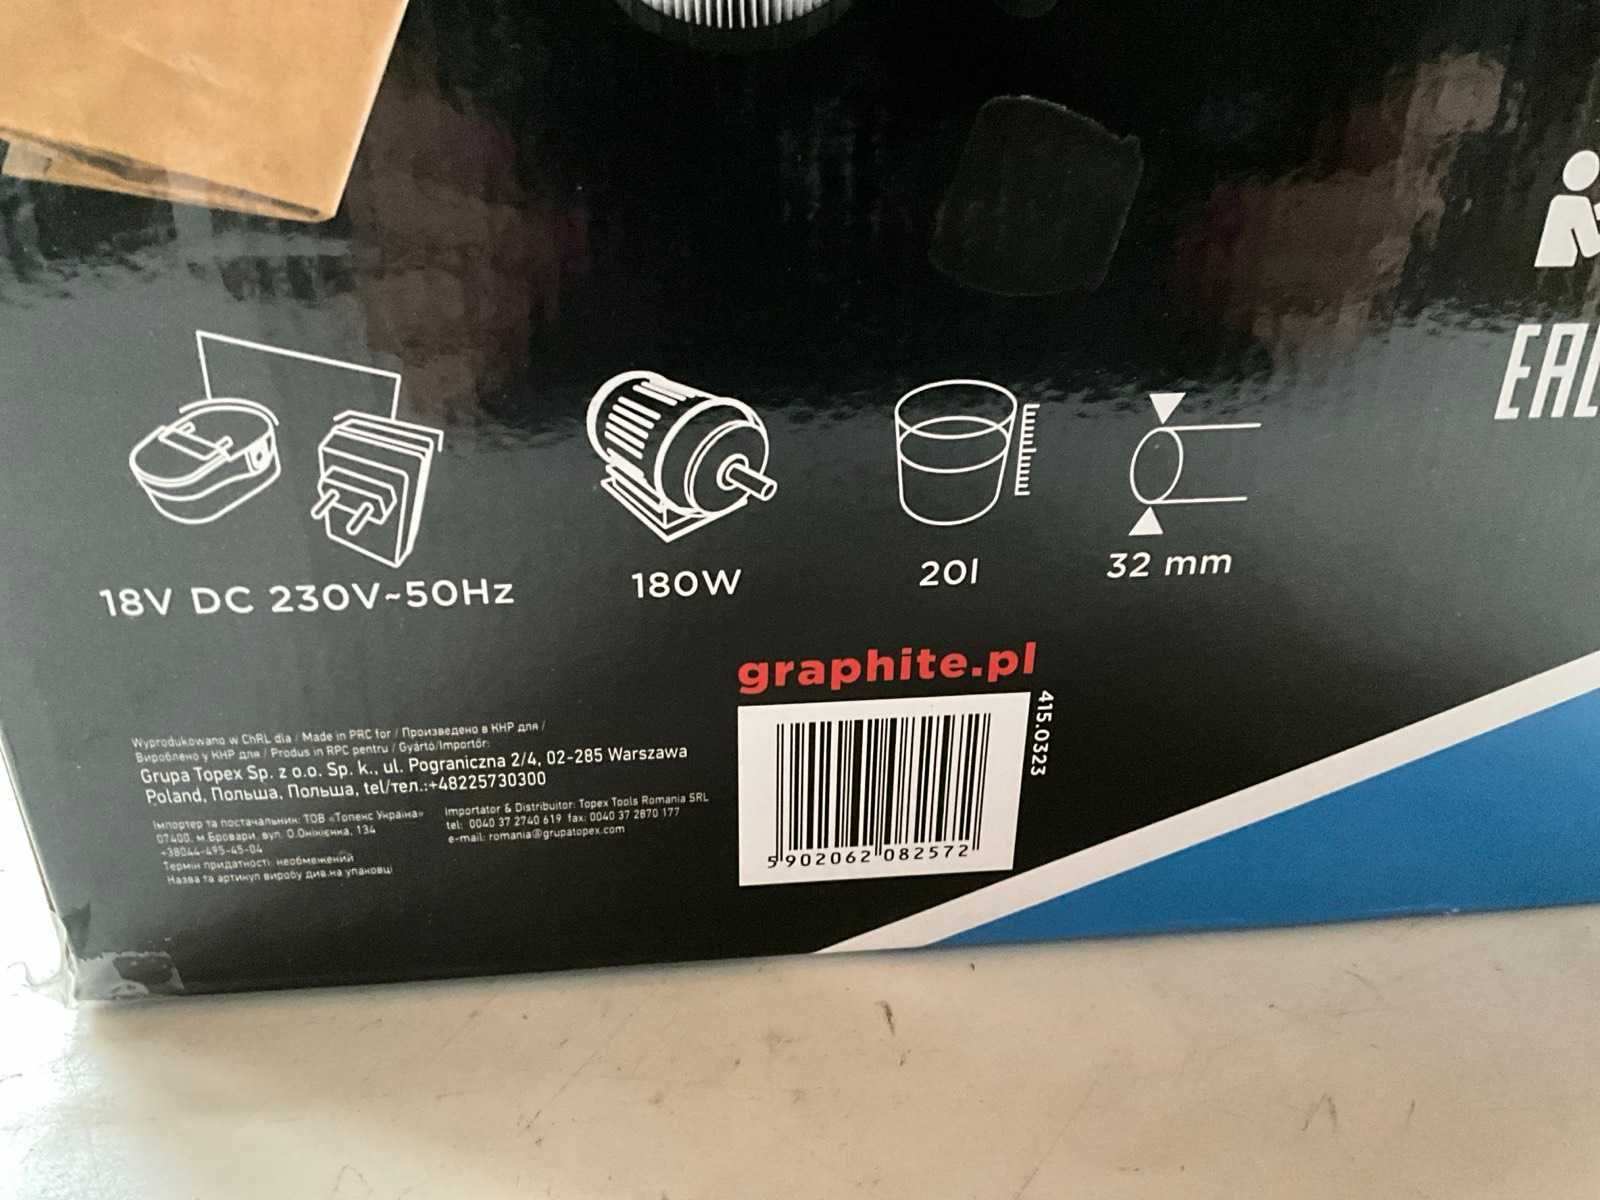 EAC
18V DC 230V~50Hz
180W
20l
32 mm
graphite.pl
415.0323
5902062082572
Wyprodukowano w ChRL dla / Made in PRC for / Произведено в КНР для /
Вироблено у КНР для / Produs in RPC pentru / Gyártó/Importőr:
Grupa Topex Sp. z o.o. Sp. k., ul. Pograniczna 2/4, 02-285 Warszawa
Poland, Польша, Польща, tel/тел.:+48225730300
Імпортер та постачальник: ТОВ «Топекс Україна»
07400, м.Бровари, вул. О.Онікієнка, 134
+38044-495-45-04
Термін придатності: необмежений
Назва та артикул виробу див.на упаковці
Importator & Distribuitor: Topex Tools Romania SRL
tel: 0040 37 2740 619 fax: 0040 37 2870 177
e-mail: romania@grupatopex.com